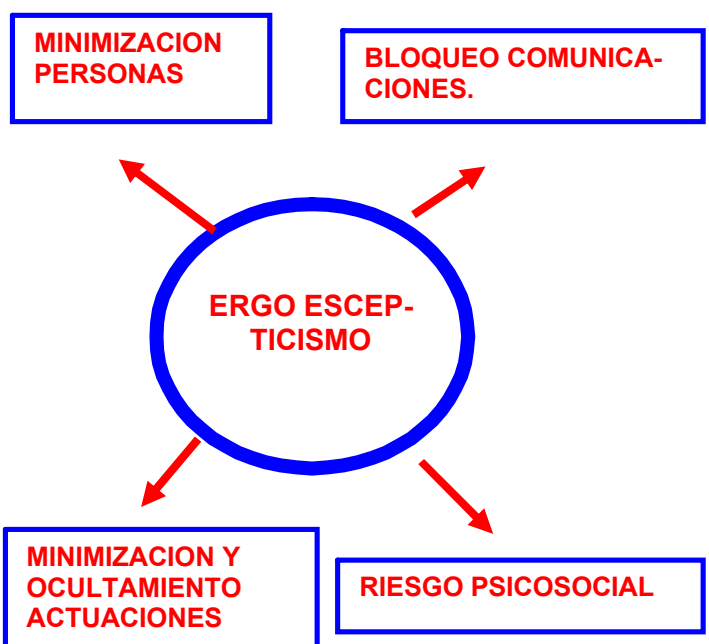 MINIMIZACION
PERSONAS
BLOQUEO COMUNICA-
CIONES.
ERGO ESCEP-
TICISMO
MINIMIZACION Y
OCULTAMIENTO
ACTUACIONES
RIESGO PSICOSOCIAL